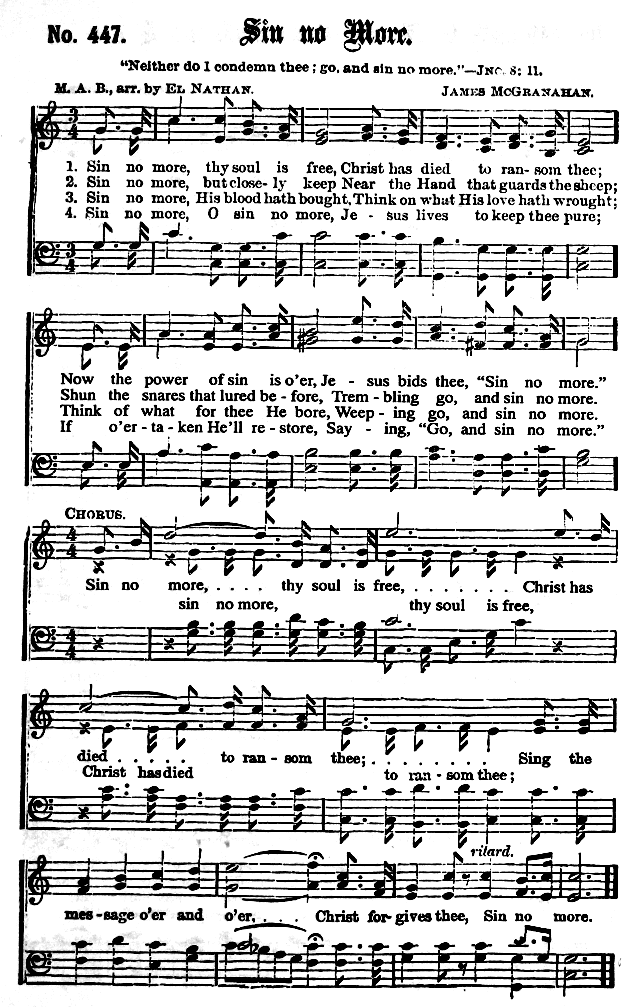 No. 447. Sin no More.
"Neither do I condemn thee; go, and sin no more."—JNO. 8: 11.
M. A. B., arr. by EL NATHAN. JAMES MCGRANAHAN.
1. Sin no more, thy soul is free, Christ has died to ran- som thee;
2. Sin no more, but close- ly keep Near the Hand that guards the sheep;
3. Sin no more, His blood hath bought, Think on what His love hath wrought;
4. Sin no more, O sin no more, Je - sus lives to keep thee pure;
Now the power of sin is o'er, Je - sus bids thee, "Sin no more."
Shun the snares that lured be - fore, Trem - bling go, and sin no more.
Think of what for thee He bore, Weep - ing go, and sin no more.
If o'er - ta - ken He'll re - store, Say - ing, "Go, and sin no more."
CHORUS.
Sin no more, . . . . thy soul is free, . . . . . . . Christ has
sin no more, thy soul is free,
died . . . . . to ran - som thee; . . . . . . . Sing the
Christ has died to ran - som thee;
rilard.
mes - sage o'er and o'er, . . . . Christ for- gives thee, Sin no more.